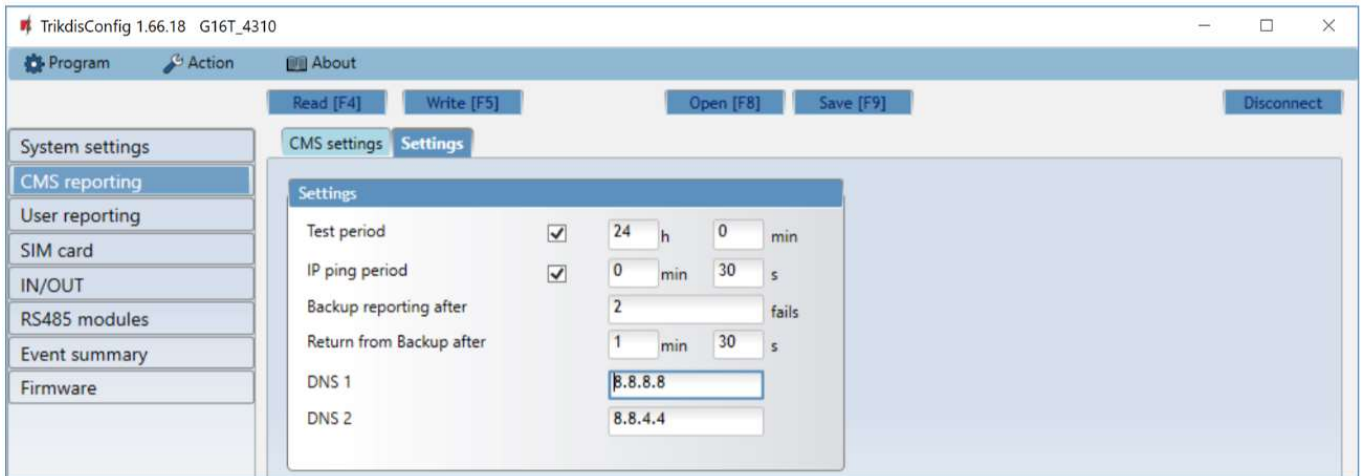 TrikdisConfig 1.66.18 G16T_4310
Program Action About
Read [F4] Write [F5] Open [F8] Save [F9] Disconnect
System settings
CMS reporting
User reporting
SIM card
IN/OUT
RS485 modules
Event summary
Firmware
CMS settings Settings
Settings
Test period 24 h 0 min
IP ping period 0 min 30 s
Backup reporting after 2 fails
Return from Backup after 1 min 30 s
DNS 1 8.8.8.8
DNS 2 8.8.4.4